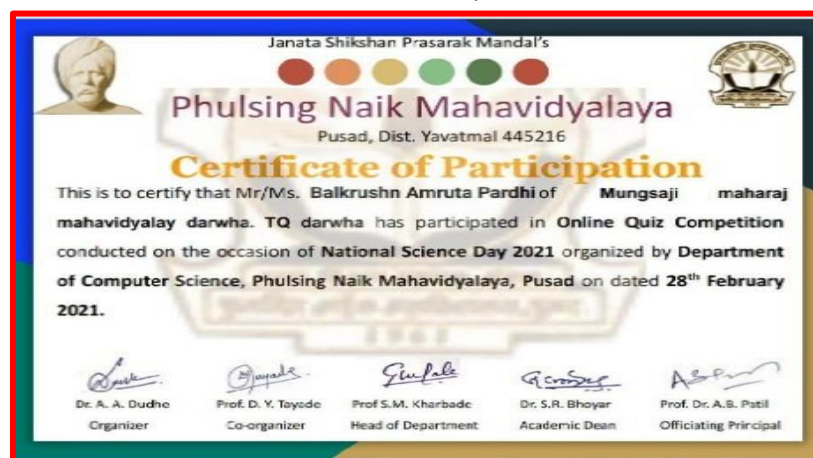 Janata Shikshan Prasarak Mandal's
Phulsing Naik Mahavidyalaya
Pusad, Dist. Yavatmal 445216
Certificate of Participation
This is to certify that Mr/Ms. Balkrushn Amruta Pardhi of Mungsaji maharaj
mahavidyalay darwha. TQ darwha has participated in Online Quiz Competition
conducted on the occasion of National Science Day 2021 organized by Department
of Computer Science, Phulsing Naik Mahavidyalaya, Pusad on dated 28th February
2021.
Dr. A. A. Dudhe Prof. D. Y. Tayade Prof S.M. Kharbade Dr. S.R. Bhoyar Prof. Dr. A.B. Patil
Organizer Co-organizer Head of Department Academic Dean Officiating Principal